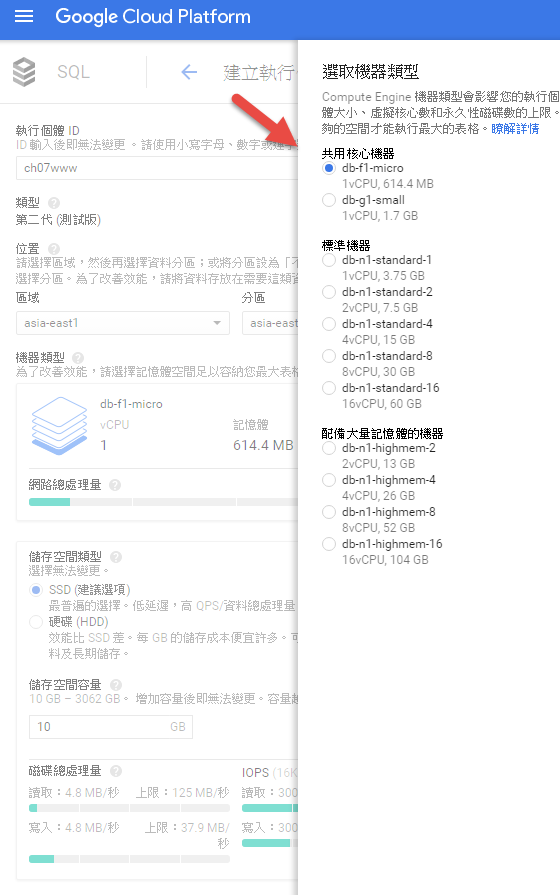 Google Cloud Platform
SQL
建立執行個
執行個體 ID
ID 輸入後即無法變更。請使用小寫字母、數字或連字
ch07www
類型
第二代 (測試版)
位置
請選擇區域，然後再選擇資料分區；或將分區設為「不
選擇分區。為了改善效能，請將資料存放在需要這類資
區域
分區
asia-east1
asia-east
機器類型
為了改善效能，請選擇記憶體空間足以容納您最大表格
db-f1-micro
vCPU
記憶體
1
614.4 MB
網路總處理量
儲存空間類型
選擇無法變更。
SSD (建議選項)
最普遍的選擇。低延遲，高 QPS/資料總處理量
硬碟 (HDD)
效能比 SSD 差。每 GB 的儲存成本便宜許多。可
料及長期儲存。
儲存空間容量
10 GB – 3062 GB。 增加容量後即無法變更。容量越
10
GB
磁碟總處理量
IOPS (16K
讀取：4.8 MB/秒
上限：125 MB/秒
讀取：300
寫入：4.8 MB/秒
上限：37.9 MB/
秒
寫入：300
選取機器類型
Compute Engine 機器類型會影響您的執行個
體大小、虛擬核心數和永久性磁碟數的上限。
夠的空間才能執行最大的表格。瞭解詳情
共用核心機器
db-f1-micro
1vCPU, 614.4 MB
db-g1-small
1vCPU, 1.7 GB
標準機器
db-n1-standard-1
1vCPU, 3.75 GB
db-n1-standard-2
2vCPU, 7.5 GB
db-n1-standard-4
4vCPU, 15 GB
db-n1-standard-8
8vCPU, 30 GB
db-n1-standard-16
16vCPU, 60 GB
配備大量記憶體的機器
db-n1-highmem-2
2vCPU, 13 GB
db-n1-highmem-4
4vCPU, 26 GB
db-n1-highmem-8
8vCPU, 52 GB
db-n1-highmem-16
16vCPU, 104 GB